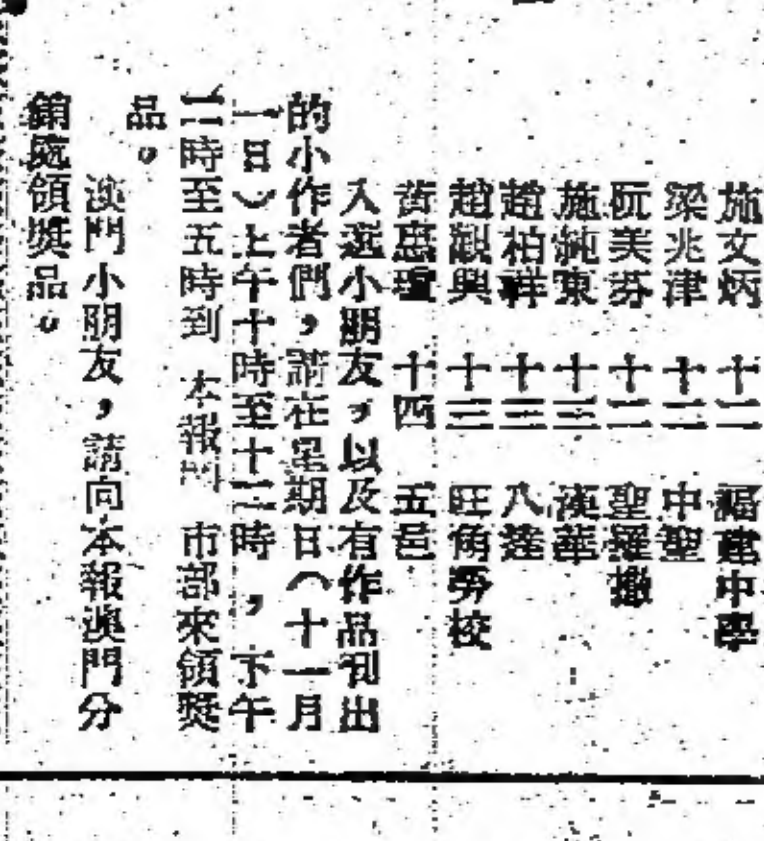 施文炳 十二 福建中學
梁兆津 十二 中聖
阮美芬 十二 聖羅撒
施純東 十三 漢華
趙柏祥 十三 八達
趙觀興 十三 旺角勞校
黃惠瓊 十四 五邑
入選小朋友，以及有作品刊出
的小作者們，請在星期日（十一月
一日）上午十時至十二時，下午
二時至五時到 本報門 市部來領獎
品。
澳門小朋友，請向本報澳門分
銷處領獎品。